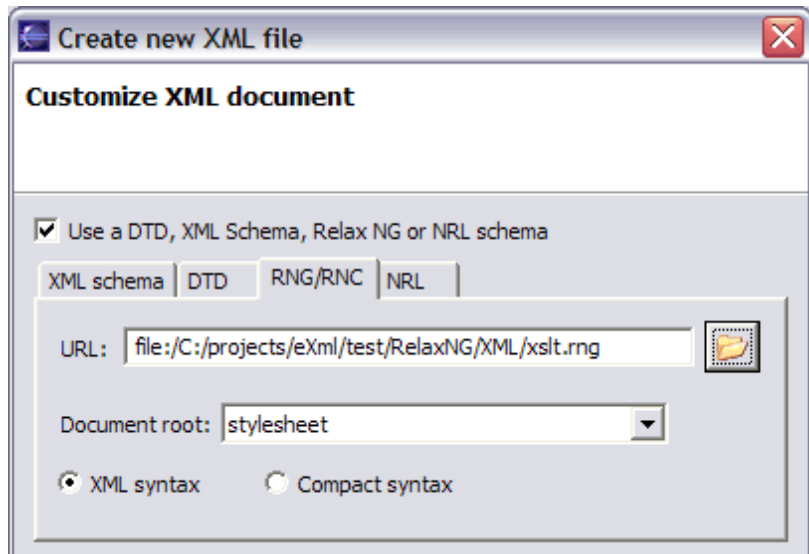 Create new XML file
Customize XML document
Use a DTD, XML Schema, Relax NG or NRL schema
XML schema DTD RNG/RNC NRL
URL: file:/C:/projects/eXml/test/RelaxNG/XML/xslt.rng
Document root: stylesheet
XML syntax Compact syntax